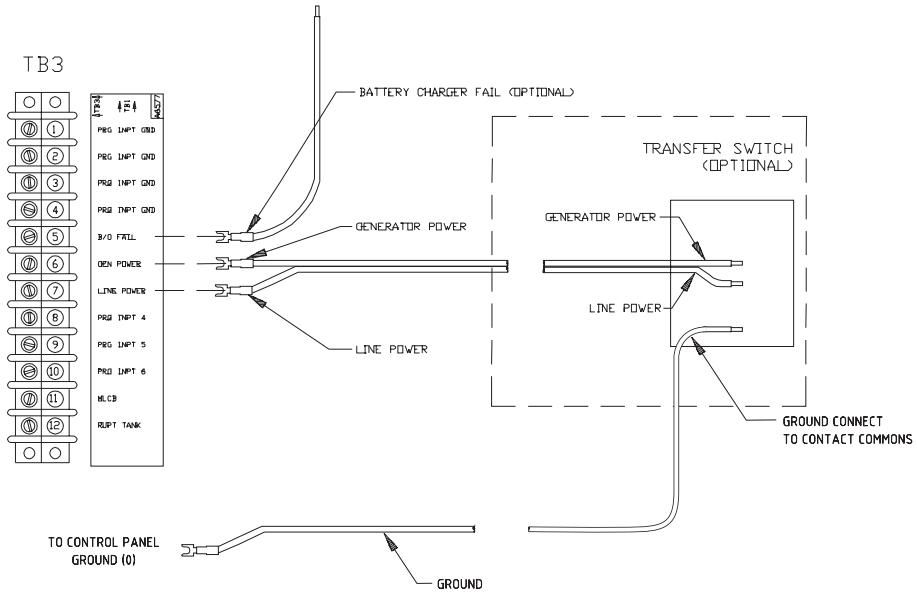 TB3
TB3
TB1
A6577
1 PRG INPT GND
2 PRG INPT GND
3 PRG INPT GND
4 PRG INPT GND
5 B/O FAIL
6 GEN POWER
7 LINE POWER
8 PRG INPT 4
9 PRG INPT 5
10 PRG INPT 6
11 MLCB
12 RUPT TANK
BATTERY CHARGER FAIL (OPTIONAL)
GENERATOR POWER
LINE POWER
TRANSFER SWITCH
(OPTIONAL)
GENERATOR POWER
LINE POWER
GROUND CONNECT
TO CONTACT COMMONS
TO CONTROL PANEL
GROUND (0)
GROUND